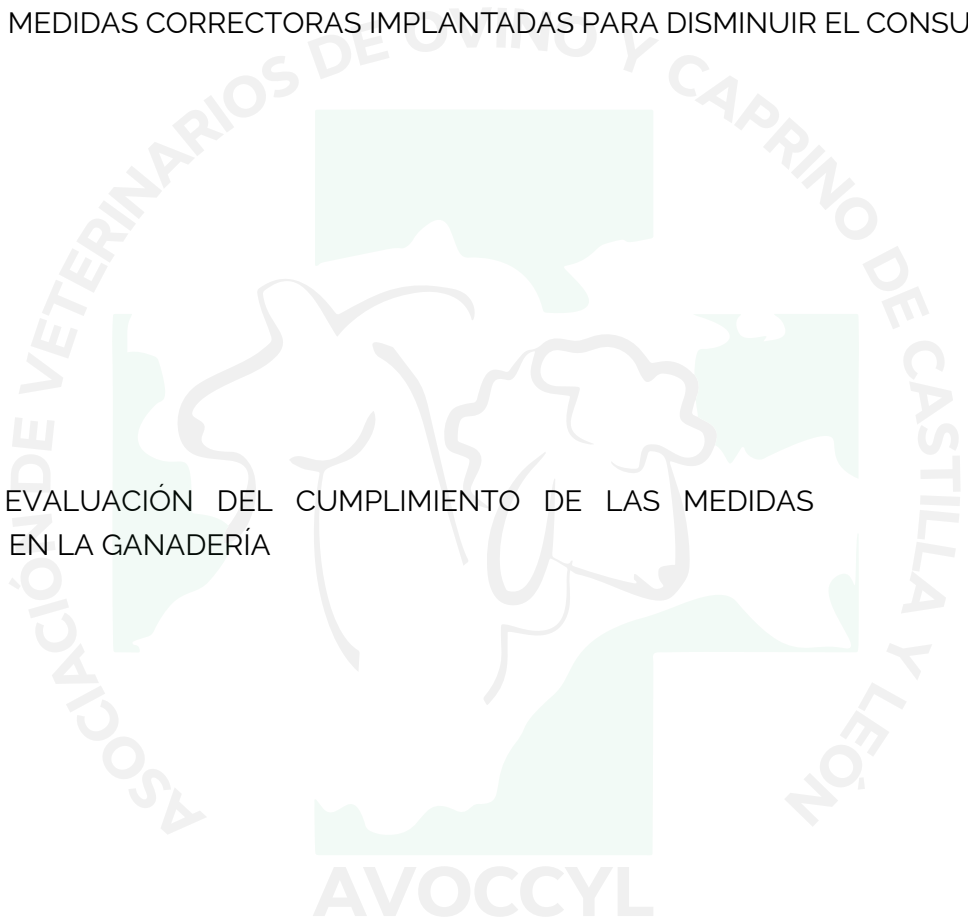 MEDIDAS CORRECTORAS IMPLANTADAS PARA DISMINUIR EL CONSU
ASOCIACIÓN DE VETERINARIOS DE OVINO Y CAPRINO DE CASTILLA Y LEÓN
EVALUACIÓN DEL CUMPLIMIENTO DE LAS MEDIDAS
EN LA GANADERÍA
AVOCCYL